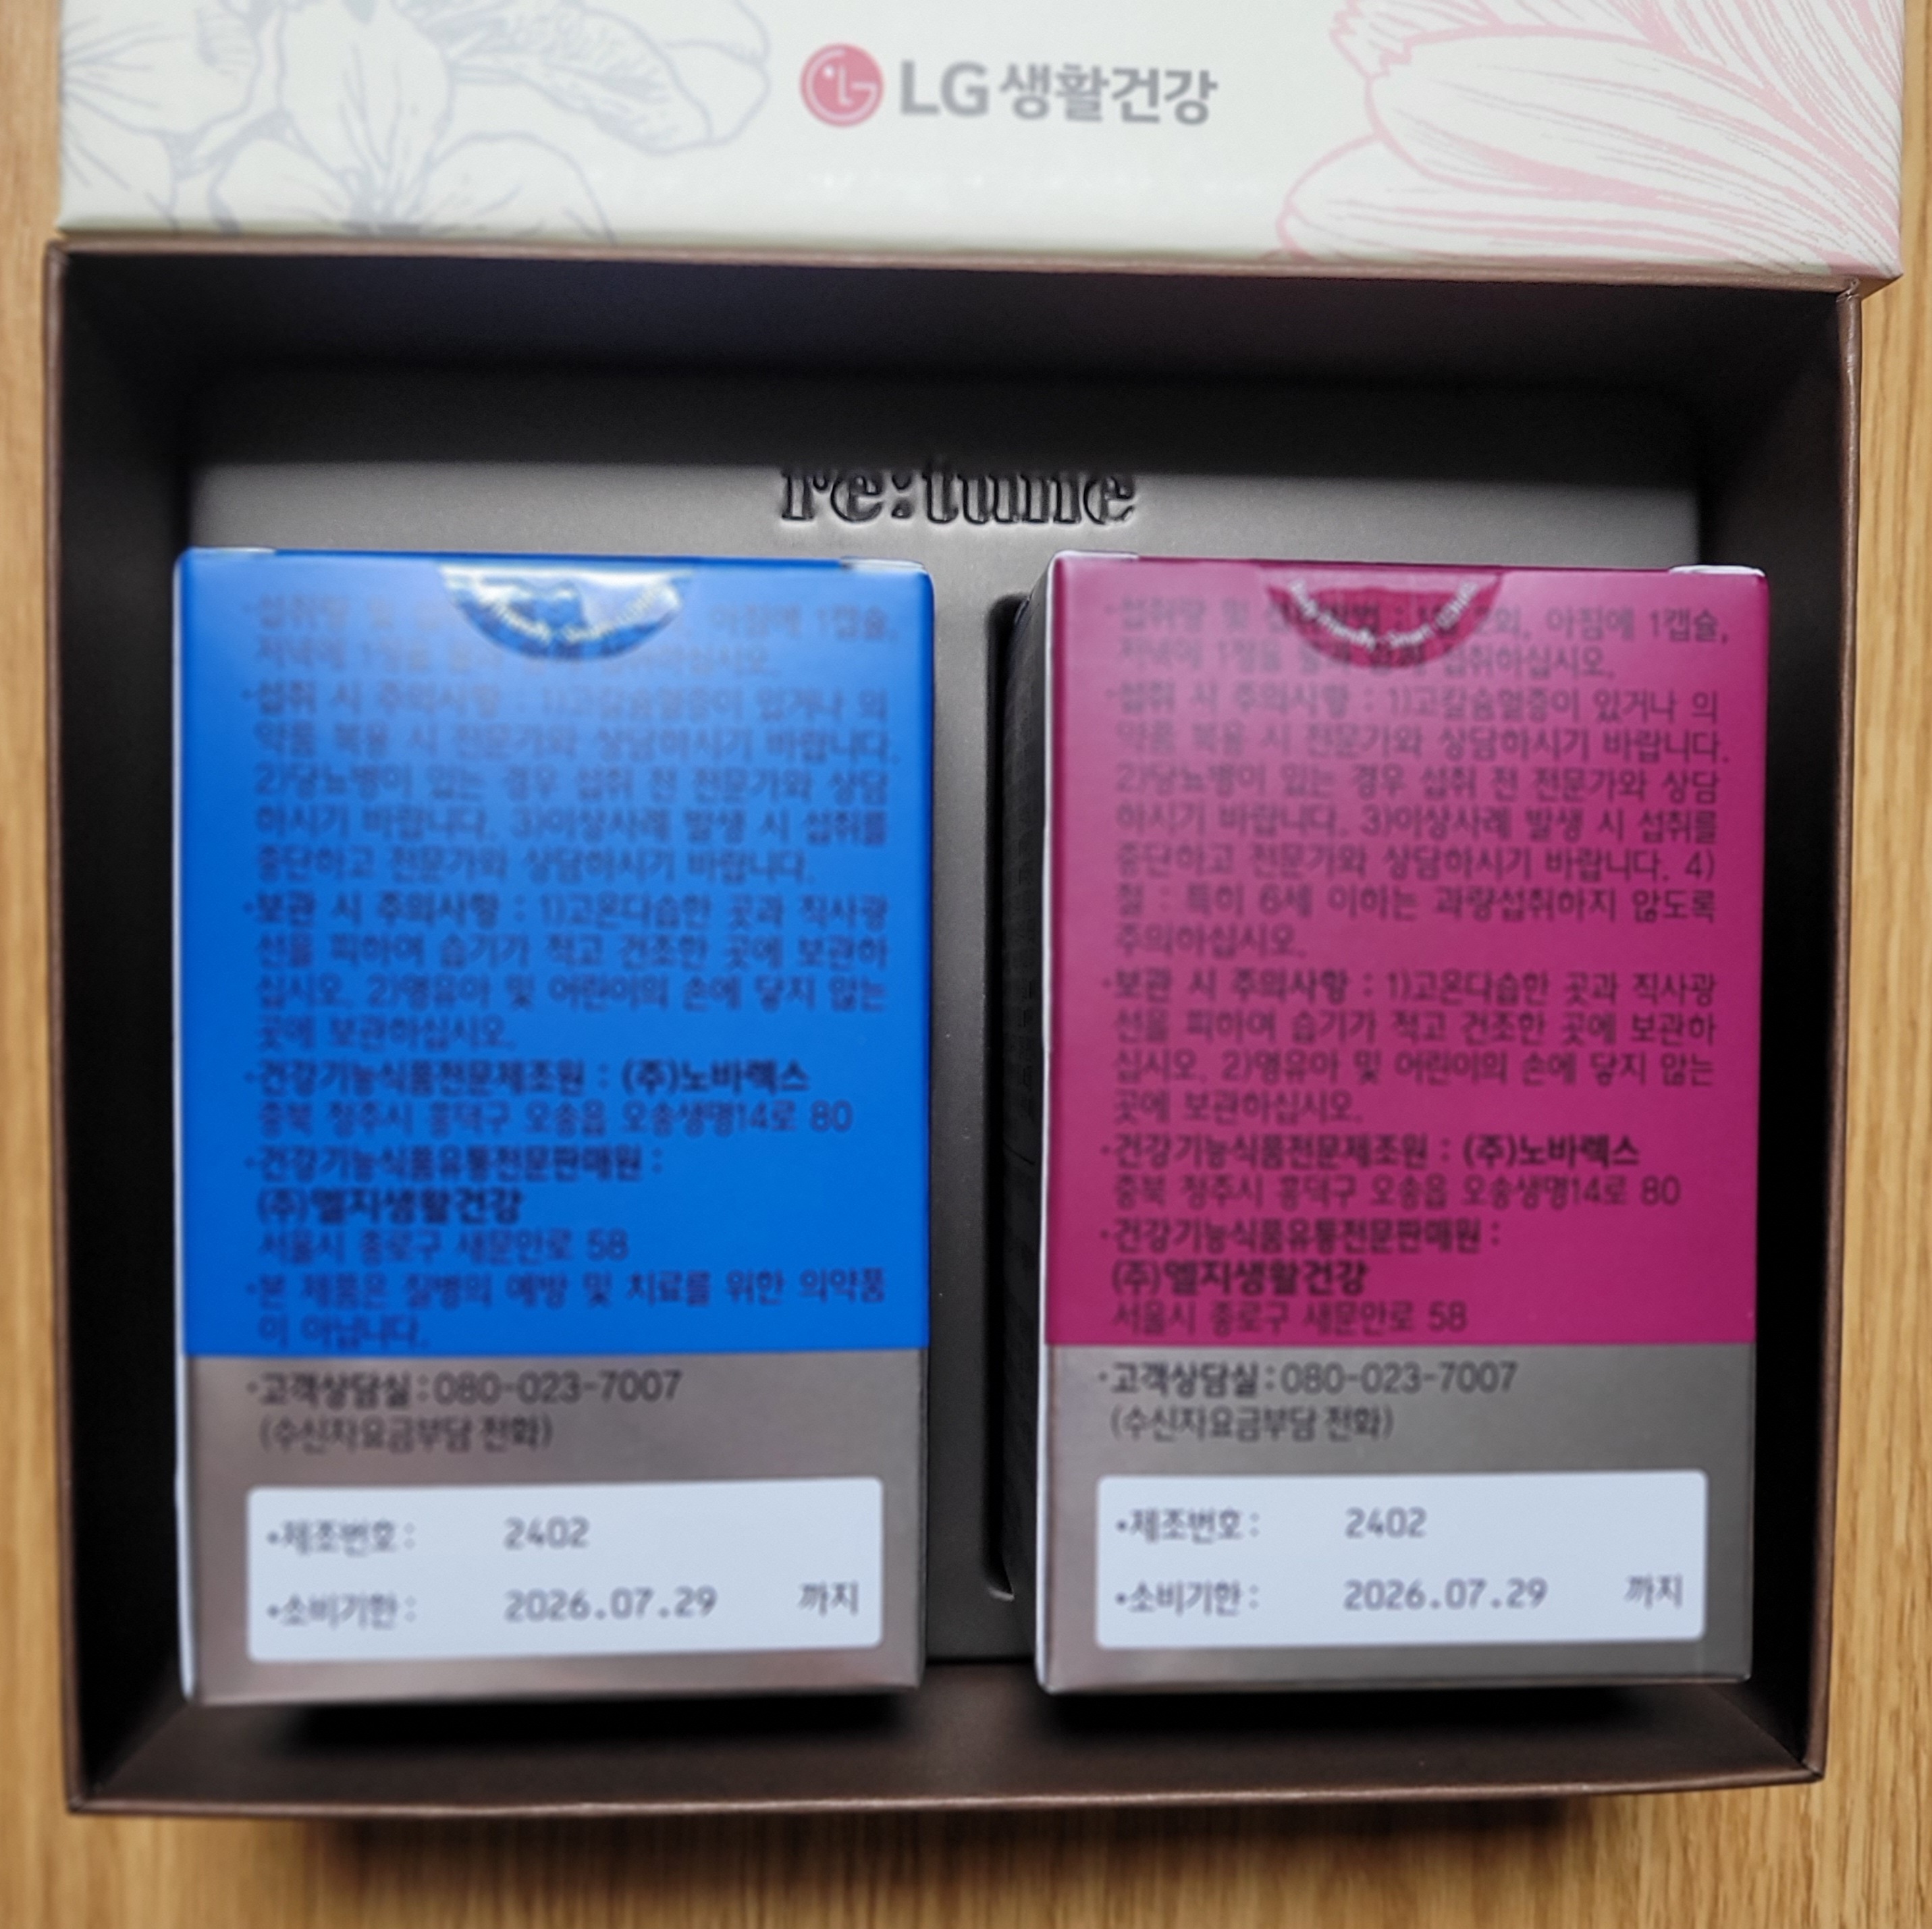 LG 생활건강
re:tune
·섭취량 및 아침에 1캡슐,
저녁에 1정을 섭취하십시오.
·섭취 시 주의사항 : 1)고칼슘혈증이 있거나 의
약품 복용 시 전문가와 상담하시기 바랍니다.
2)당뇨병이 있는 경우 섭취 전 전문가와 상담
하시기 바랍니다. 3)이상사례 발생 시 섭취를
중단하고 전문가와 상담하시기 바랍니다.
·보관 시 주의사항 : 1)고온다습한 곳과 직사광
선을 피하여 습기가 적고 건조한 곳에 보관하
십시오. 2)영유아 및 어린이의 손에 닿지 않는
곳에 보관하십시오.
·건강기능식품전문제조원 : (주)노바렉스
충북 청주시 흥덕구 오송읍 오송생명14로 80
·건강기능식품유통전문판매원 :
(주)엘지생활건강
서울시 종로구 새문안로 58
·본 제품은 질병의 예방 및 치료를 위한 의약품
이 아닙니다.
·고객상담실 : 080-023-7007
(수신자요금부담 전화)
•제조번호 : 2402
•소비기한 : 2026.07.29 까지
·섭취량 및 : 1일 2회, 아침에 1캡슐,
저녁에 1정을 섭취하십시오.
·섭취 시 주의사항 : 1)고칼슘혈증이 있거나 의
약품 복용 시 전문가와 상담하시기 바랍니다.
2)당뇨병이 있는 경우 섭취 전 전문가와 상담
하시기 바랍니다. 3)이상사례 발생 시 섭취를
중단하고 전문가와 상담하시기 바랍니다. 4)
철 : 특히 6세 이하는 과량섭취하지 않도록
주의하십시오.
·보관 시 주의사항 : 1)고온다습한 곳과 직사광
선을 피하여 습기가 적고 건조한 곳에 보관하
십시오. 2)영유아 및 어린이의 손에 닿지 않는
곳에 보관하십시오.
·건강기능식품전문제조원 : (주)노바렉스
충북 청주시 흥덕구 오송읍 오송생명14로 80
·건강기능식품유통전문판매원 :
(주)엘지생활건강
서울시 종로구 새문안로 58
·고객상담실 : 080-023-7007
(수신자요금부담 전화)
•제조번호 : 2402
•소비기한 : 2026.07.29 까지